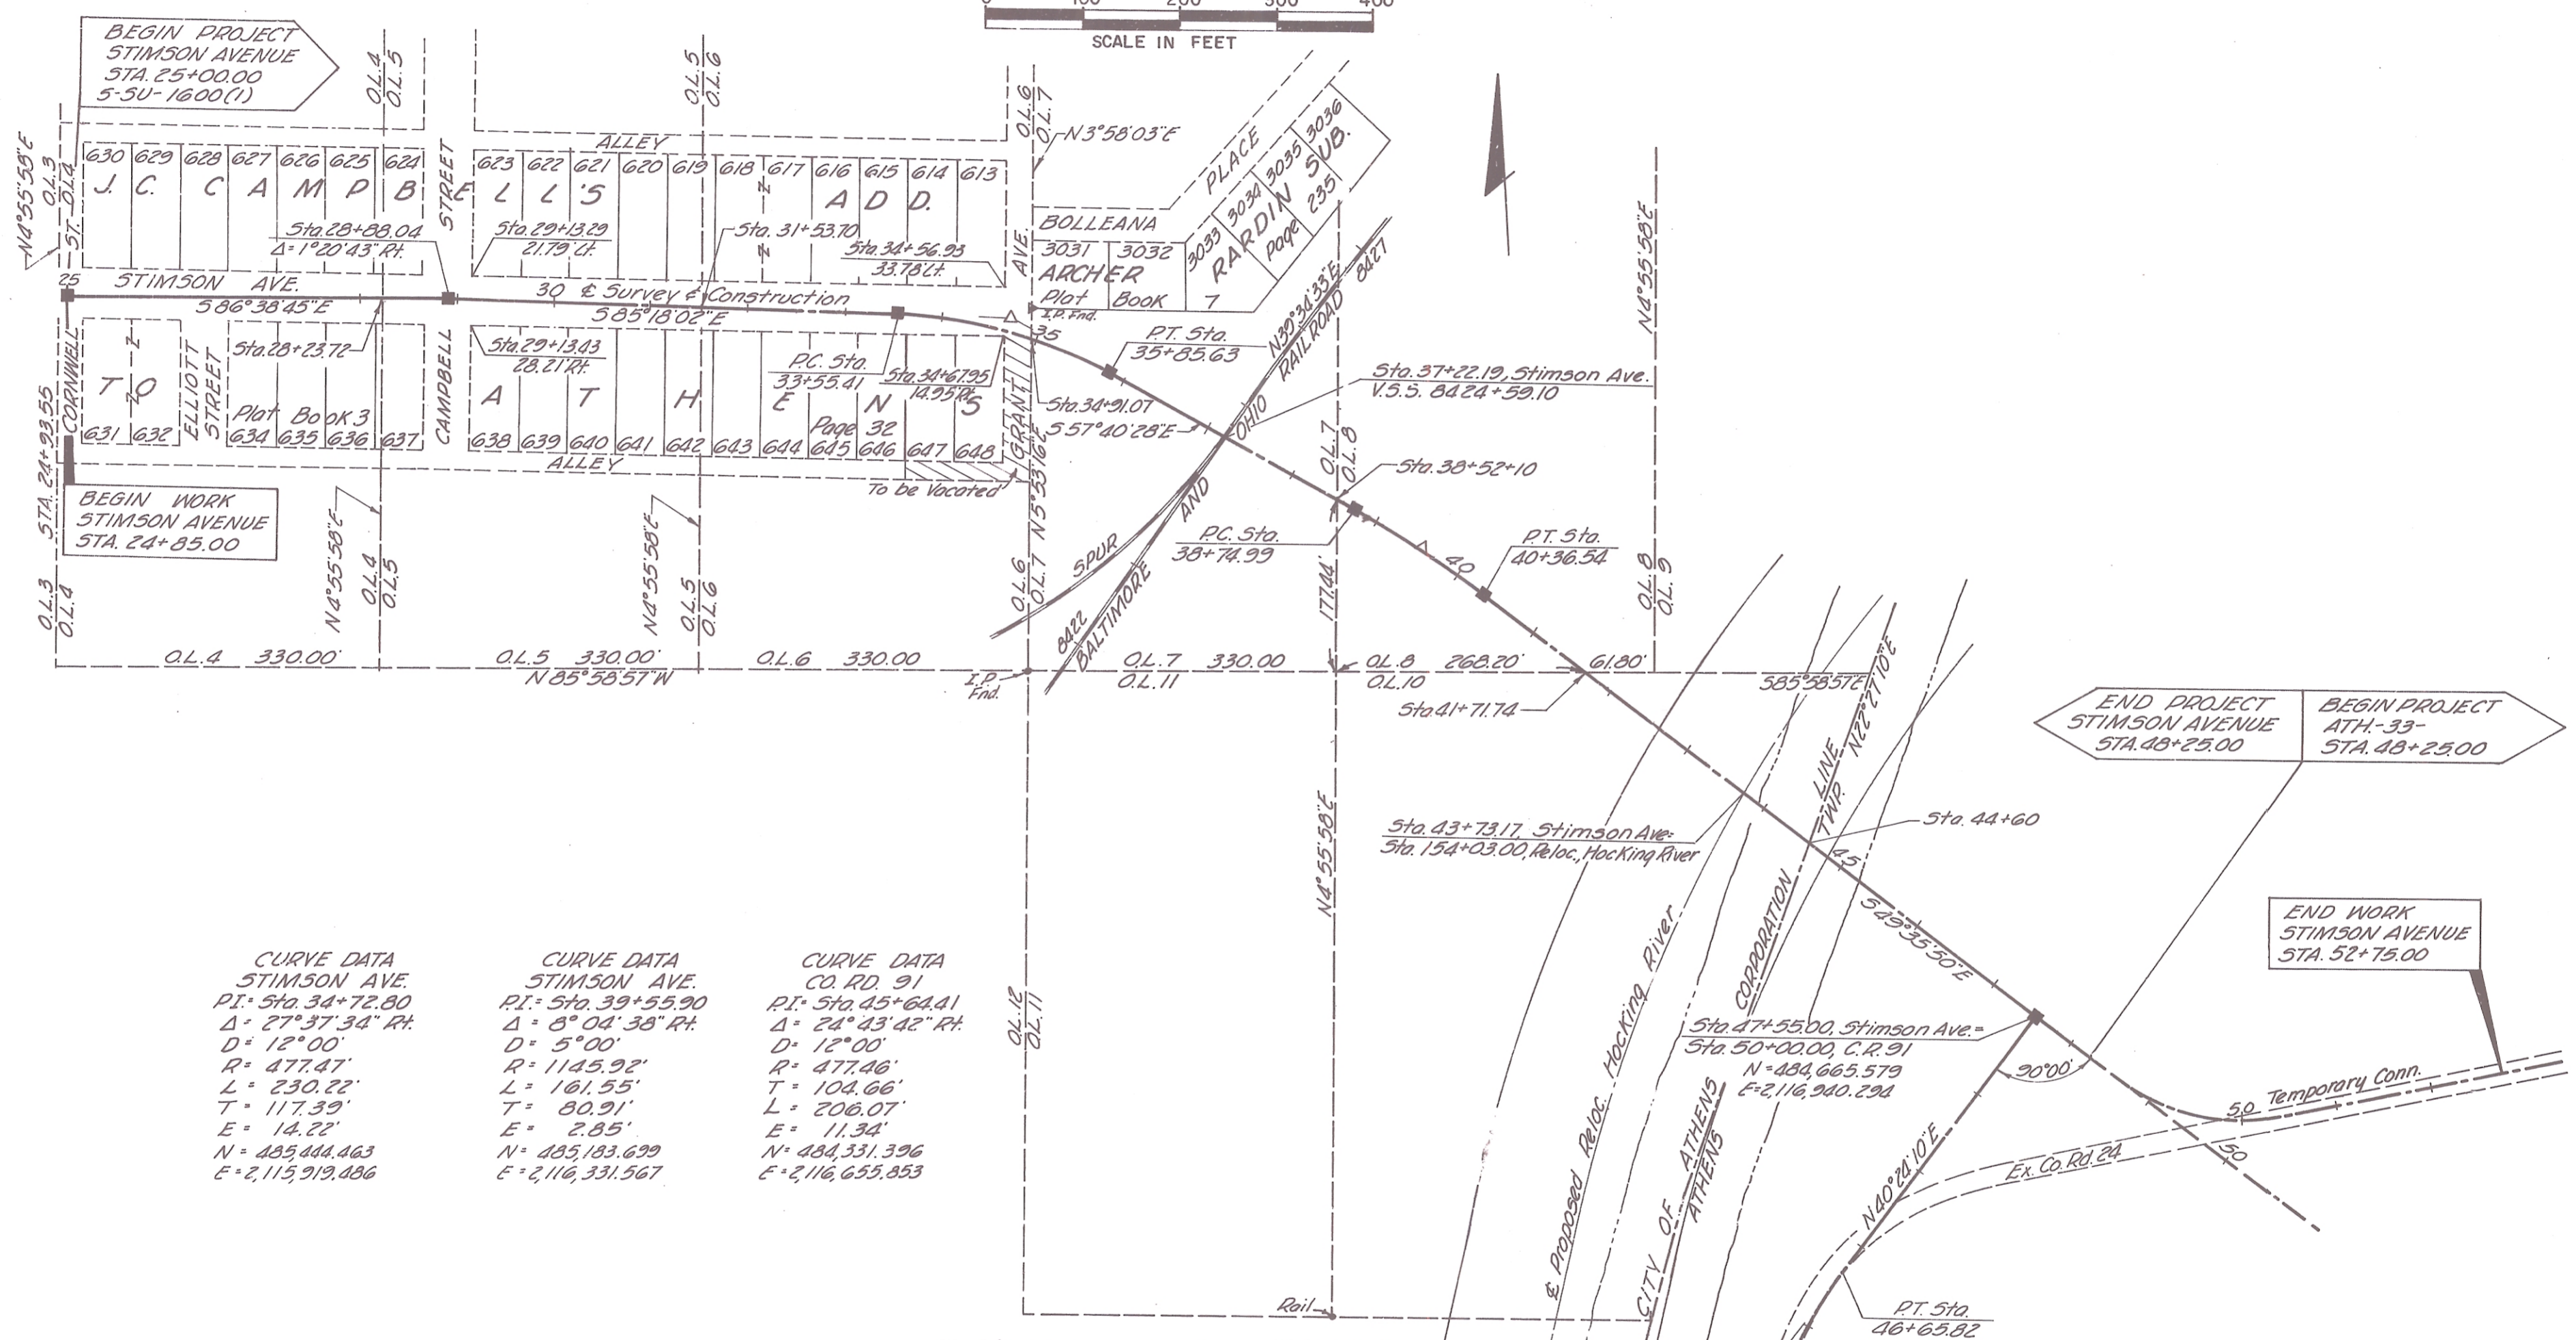 100 200 300 400
SCALE IN FEET
BEGIN PROJECT
STIMSON AVENUE
STA. 25+00.00
S-SU-1600(1)
O.L.4
O.L.5
O.L.5
O.L.6
O.L.6
O.L.7
N3°58'03"E
N4°55'58"E
O.L.3
ST. O.L.4
ALLEY
630 629 628 627 626 625 624
STREET
623 622 621 620 619 618 617 616 615 614 613
J. C. CAMPBELL'S ADD.
Sta. 28+88.04
Δ= 1°20'43" Rt.
Sta. 29+13.29
21.79' Lt.
Sta. 31+53.70
Sta. 34+56.93
33.78' Lt.
AVE.
PLACE
BOLLEANA
3031 3032
ARCHER
Plat Book 7
I.P. Fnd.
3033 3034 3035 3036
RARDIN SUB.
Page 235
N4°55'58"E
25
STIMSON AVE.
S 86°38'45"E
30 ℄ Survey & Construction
S 85°18'02"E
35
Sta. 28+23.72
Sta. 29+13.43
28.21' Rt.
P.C. Sta.
33+55.41
Sta. 34+67.95
14.95' Rt.
P.T. Sta.
35+85.63
N39°34'33"E
RAILROAD
8427
Sta. 37+22.19, Stimson Ave.
V.S.S. 8424+59.10
CORNWELL
TO
ELLIOTT
STREET
Plat Book 3
CAMPBELL
ATHENS
Page 32
GRANT
Sta. 34+91.07
S 57°40'28"E
OHIO
O.L.7
O.L.8
631 632 634 635 636 637
638 639 640 641 642 643 644 645 646 647 648
ALLEY
To be Vacated
STA. 24+93.55
BEGIN WORK
STIMSON AVENUE
STA. 24+85.00
N4°55'58"E
N4°55'58"E
N5°53'16"E
Sta. 38+52+10
AND
SPUR
BALTIMORE
8422
P.C. Sta.
38+74.99
40
P.T. Sta.
40+36.54
O.L.3
O.L.4
O.L.4
O.L.5
O.L.5
O.L.6
O.L.6
O.L.7
177.44'
O.L.8
O.L.9
O.L.4 330.00'
O.L.5 330.00'
O.L.6 330.00
O.L.7 330.00
O.L.8 268.20'
61.80'
N 85°58'57"W
I.P.
Fnd.
O.L.11
O.L.10
S85°58'57"E
N22°27'10"E
Sta. 41+71.74
END PROJECT
STIMSON AVENUE
STA. 48+25.00
BEGIN PROJECT
ATH.-33-
STA. 48+25.00
N4°55'58"E
Sta. 43+73.17, Stimson Ave.=
Sta. 154+03.00, Reloc., Hocking River
LINE
TWP.
Sta. 44+60
45
S49°35'50"E
CORPORATION
END WORK
STIMSON AVENUE
STA. 52+75.00
CURVE DATA
STIMSON AVE.
P.I.= Sta. 34+72.80
Δ = 27°37'34" Rt.
D = 12°00'
R = 477.47'
L = 230.22'
T = 117.39'
E = 14.22'
N = 485,444.463
E = 2,115,919.486
CURVE DATA
STIMSON AVE.
P.I.= Sta. 39+55.90
Δ = 8°04'38" Rt.
D = 5°00'
R = 1145.92'
L = 161.55'
T = 80.91'
E = 2.85'
N= 485,183.699
E = 2,116,331.567
CURVE DATA
CO. RD. 91
P.I= Sta. 45+64.41
Δ= 24°43'42" Rt.
D= 12°00'
R= 477.46'
T = 104.66'
L = 206.07'
E = 11.34'
N= 484,331.396
E = 2,116,655.853
O.L.12
O.L.11
Sta. 47+55.00, Stimson Ave.=
Sta. 50+00.00, C.R. 91
N = 484,665.579
E=2,116,940.294
90°00'
50 Temporary Conn.
50
Ex. Co. Rd. 24
N40°24'10"E
℄ Proposed Reloc. Hocking River
CITY OF ATHENS
ATHENS
Rail
P.T. Sta.
46+65.82